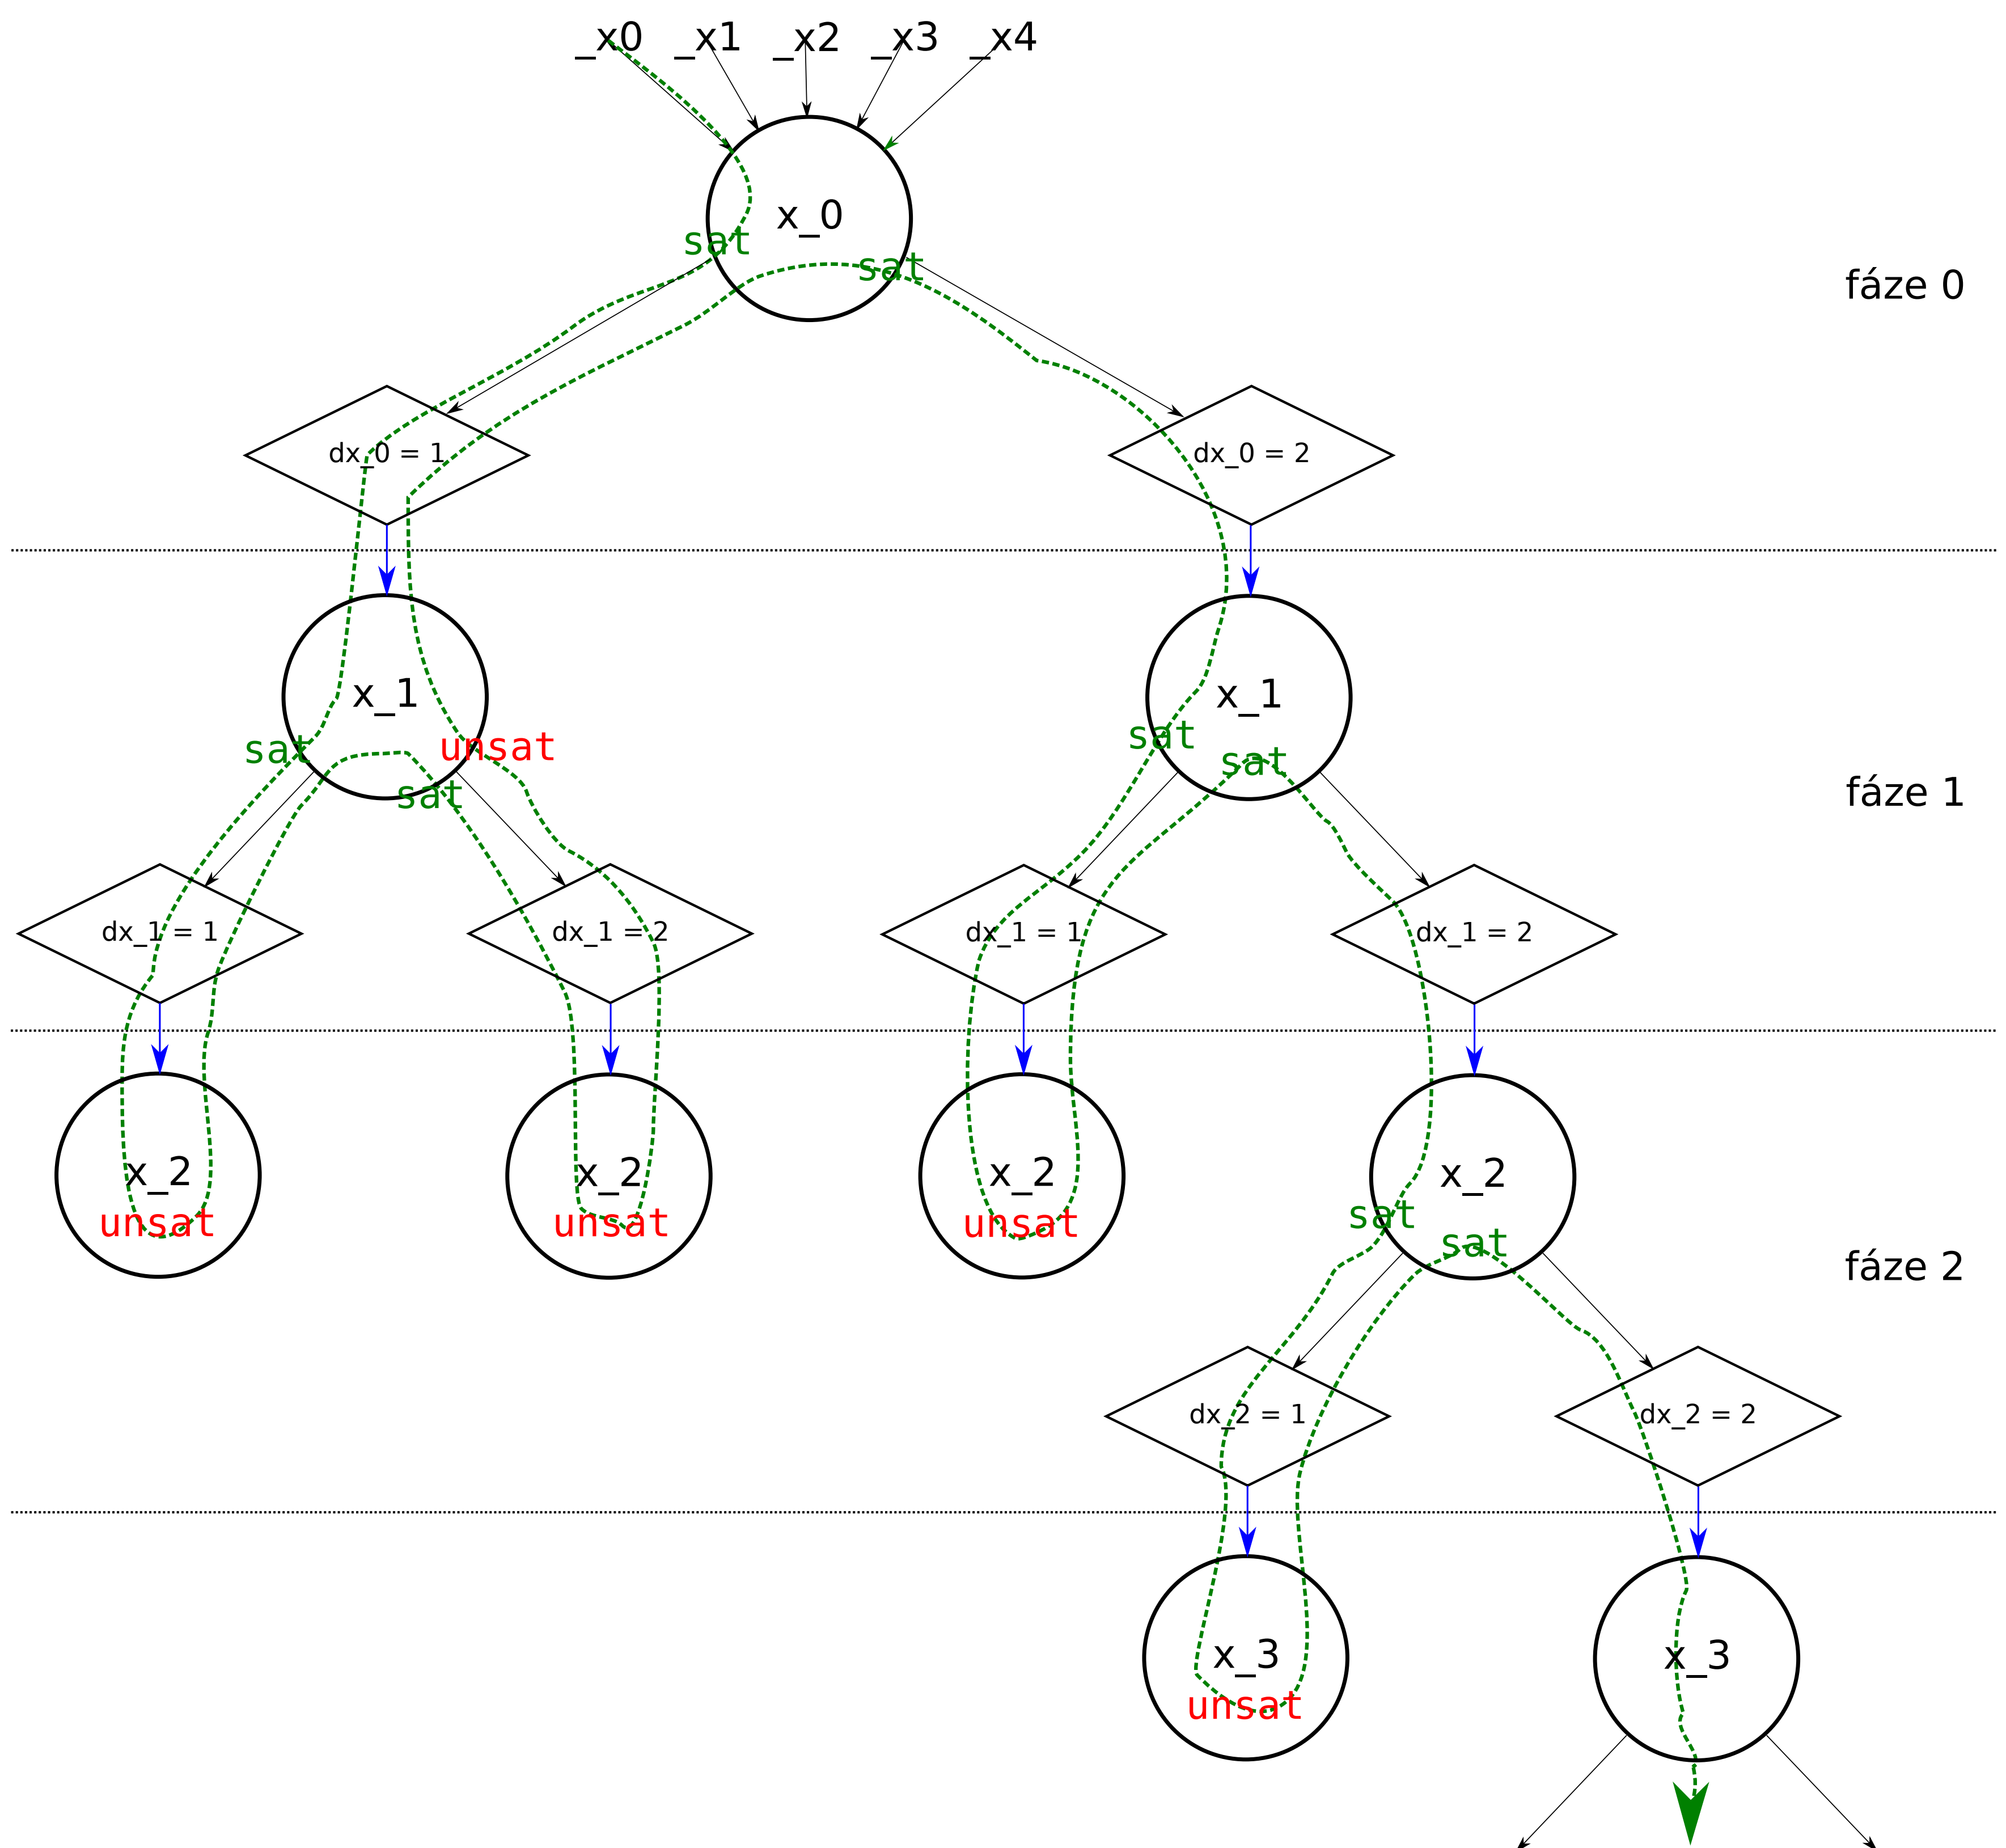 _x0 _x1 _x2 _x3 _x4
x_0
sat
sat
fáze 0
dx_0 = 1
dx_0 = 2
x_1
x_1
sat
unsat
sat
sat
sat
fáze 1
dx_1 = 1
dx_1 = 2
dx_1 = 1
dx_1 = 2
x_2
x_2
x_2
x_2
unsat
unsat
unsat
sat
sat
fáze 2
dx_2 = 1
dx_2 = 2
x_3
x_3
unsat